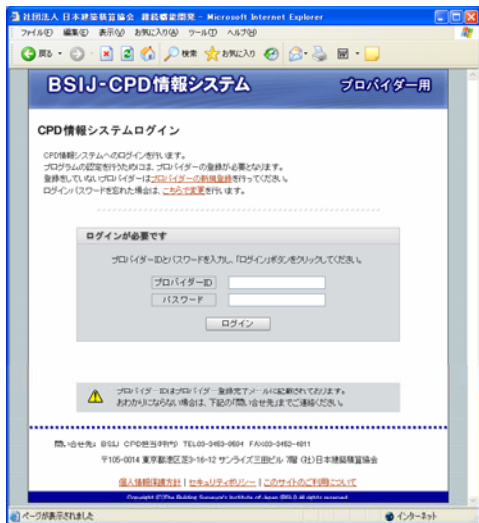 社団法人 日本建築積算協会 継続職能開発 - Microsoft Internet Explorer
ファイル(F) 編集(E) 表示(V) お気に入り(A) ツール(T) ヘルプ(H)
戻る 検索 お気に入り
BSIJ-CPD情報システム プロバイダー用
CPD情報システムログイン
CPD情報システムへのログインを行います。
プログラムの認定を行うためには、プロバイダーの登録が必要となります。
登録をしていないプロバイダーはプロバイダーの新規登録を行ってください。
ログインパスワードを忘れた場合は、こちらで変更を行います。
ログインが必要です
プロバイダーIDとパスワードを入力し、「ログイン」ボタンをクリックしてください。
プロバイダーID
パスワード
ログイン
プロバイダーIDはプロバイダー登録完了メールに記載されております。
おわかりにならない場合は、下記の「問い合せ先」までご連絡ください。
問い合せ先: BSIJ CPD担当 TEL03-3453-9594 FAX03-3453-4811
〒105-0014 東京都港区芝3-16-12 サンライズ三田ビル 7階 (社)日本建築積算協会
個人情報保護方針 | セキュリティポリシー | このサイトのご利用について
Copyright (C)The Building Surveyor's Institute of Japan (BSIJ) All rights reserved.
ページが表示されました インターネット